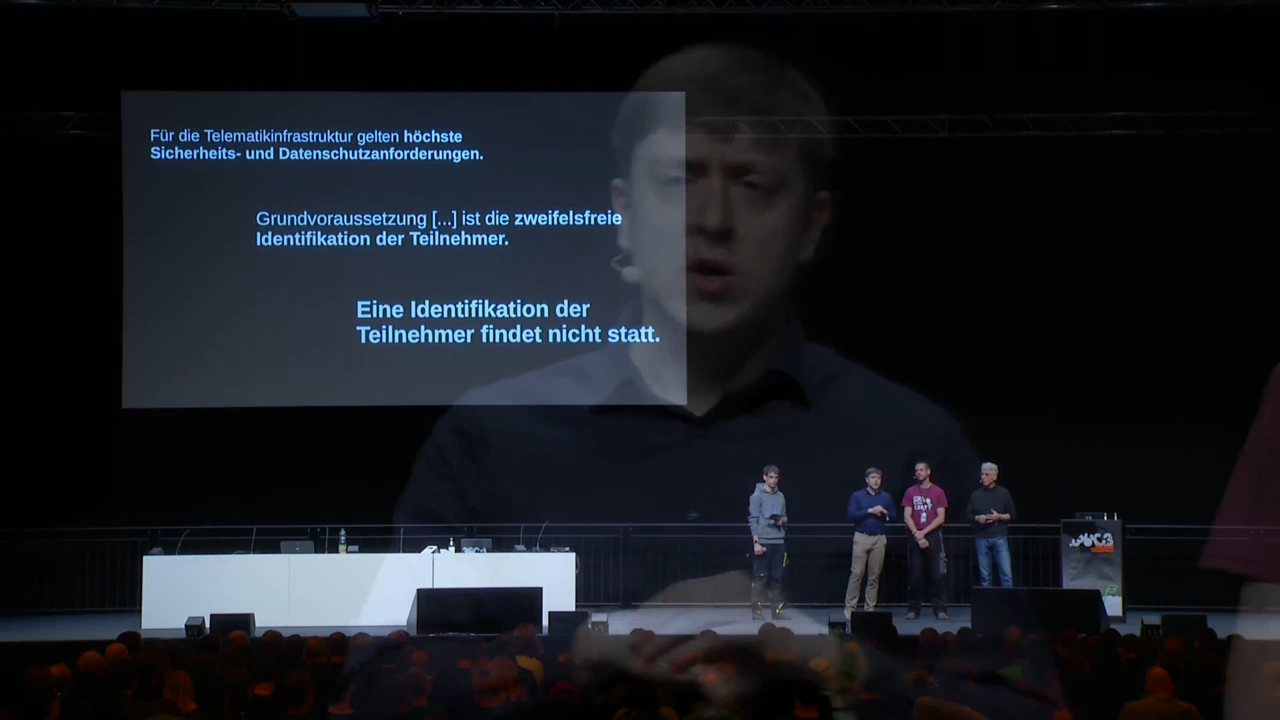 Für die Telematikinfrastruktur gelten höchste
Sicherheits- und Datenschutzanforderungen.
Grundvoraussetzung [...] ist die zweifelsfreie
Identifikation der Teilnehmer.
Eine Identifikation der
Teilnehmer findet nicht statt.